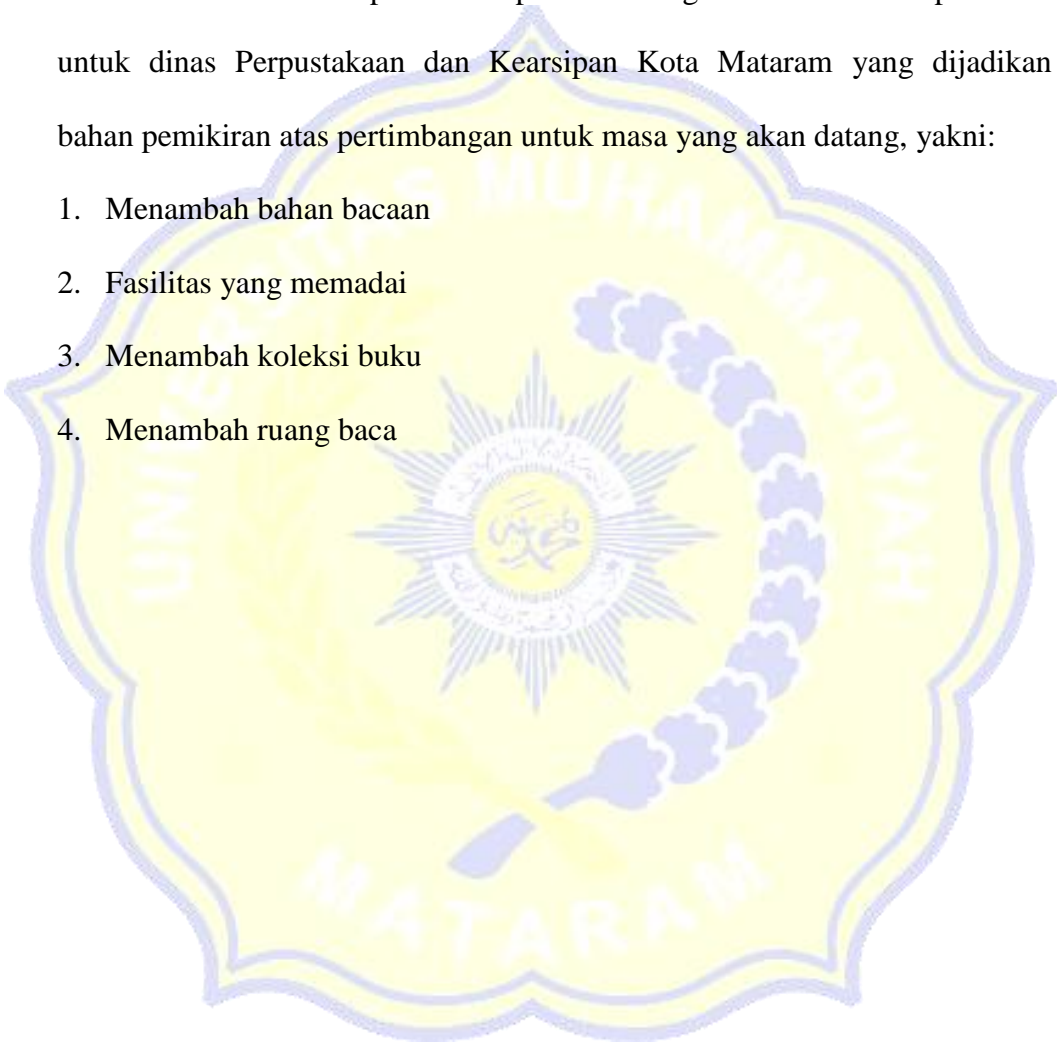 untuk dinas Perpustakaan dan Kearsipan Kota Mataram yang dijadikan
bahan pemikiran atas pertimbangan untuk masa yang akan datang, yakni:
1. Menambah bahan bacaan
2. Fasilitas yang memadai
3. Menambah koleksi buku
4. Menambah ruang baca
UNIVERSITAS MUHAMMADIYAH
MATARAM